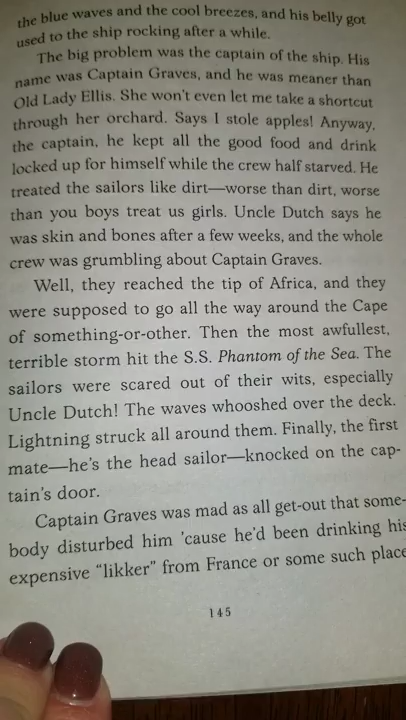 the blue waves and the cool breezes, and his belly got
used to the ship rocking after a while.
The big problem was the captain of the ship. His
name was Captain Graves, and he was meaner than
Old Lady Ellis. She won't even let me take a shortcut
through her orchard. Says I stole apples! Anyway,
the captain, he kept all the good food and drink
locked up for himself while the crew half starved. He
treated the sailors like dirt—worse than dirt, worse
than you boys treat us girls. Uncle Dutch says he
was skin and bones after a few weeks, and the whole
crew was grumbling about Captain Graves.
Well, they reached the tip of Africa, and they
were supposed to go all the way around the Cape
of something-or-other. Then the most awfullest,
terrible storm hit the S.S. Phantom of the Sea. The
sailors were scared out of their wits, especially
Uncle Dutch! The waves whooshed over the deck.
Lightning struck all around them. Finally, the first
mate—he's the head sailor—knocked on the cap-
tain's door.
Captain Graves was mad as all get-out that some-
body disturbed him 'cause he'd been drinking his
expensive "likker" from France or some such place
145